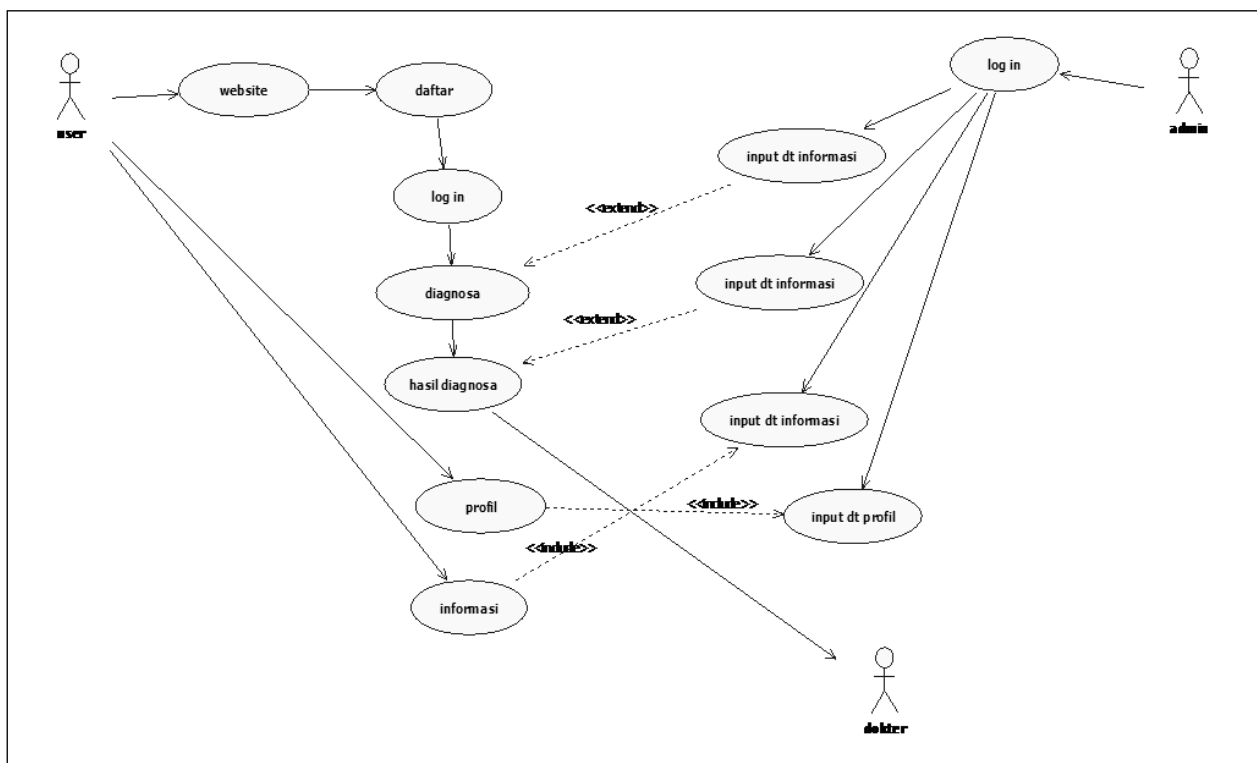 user
website
daftar
log in
admin
input dt informasi
log in
<<extend>>
diagnosa
input dt informasi
<<extend>>
hasil diagnosa
input dt informasi
profil
<<include>>
input dt profil
<<include>>
informasi
dokter